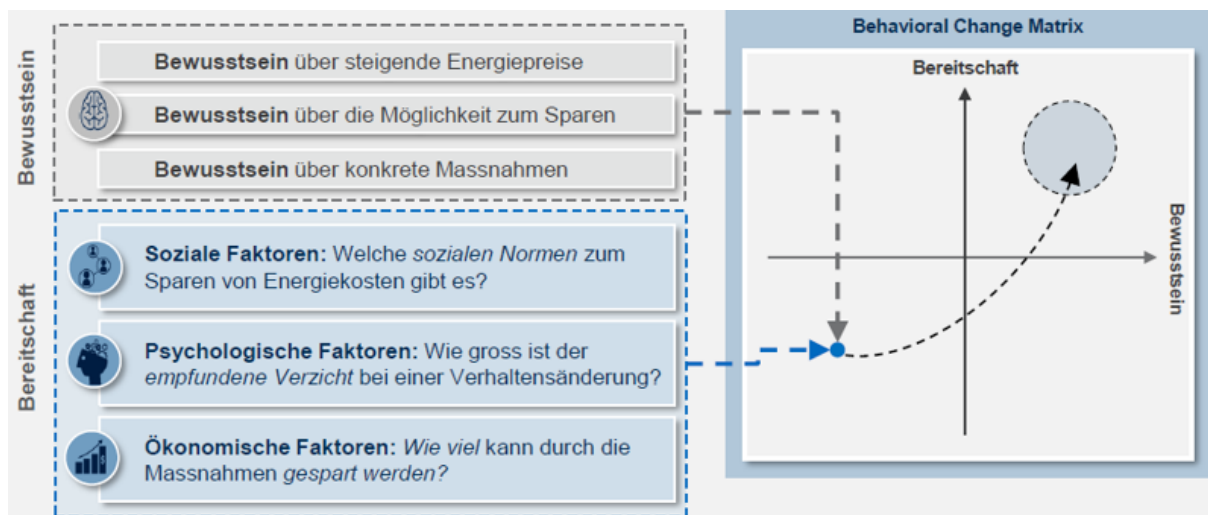 Bewusstsein
Bewusstsein über steigende Energiepreise
Bewusstsein über die Möglichkeit zum Sparen
Bewusstsein über konkrete Massnahmen
Bereitschaft
Soziale Faktoren: Welche sozialen Normen zum
Sparen von Energiekosten gibt es?
Psychologische Faktoren: Wie gross ist der
empfundene Verzicht bei einer Verhaltensänderung?
Ökonomische Faktoren: Wie viel kann durch die
Massnahmen gespart werden?
Behavioral Change Matrix
Bereitschaft
Bewusstsein